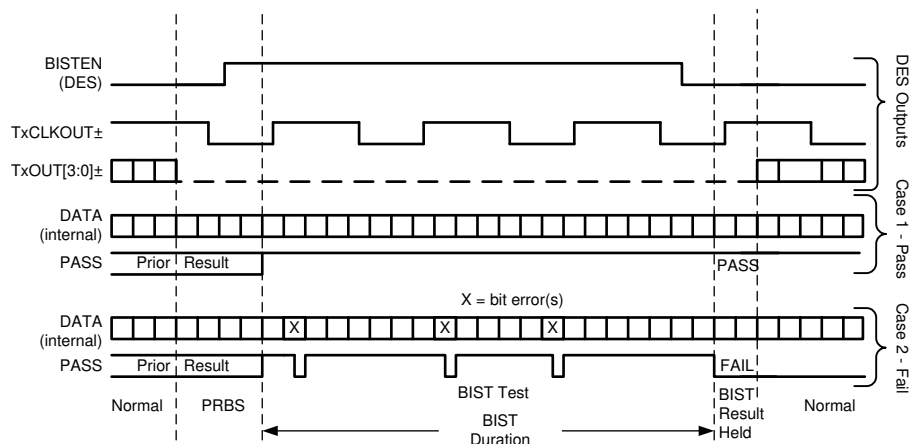 BISTEN
(DES)
TxCLKOUT±
TxOUT[3:0]±
DES Outputs
DATA
(internal)
PASS
Prior Result
PASS
Case 1 - Pass
X = bit error(s)
DATA
(internal)
X X X
PASS
Prior Result
FAIL
Case 2 - Fail
Normal
PRBS
BIST Test
BIST
Duration
BIST
Result
Held
Normal